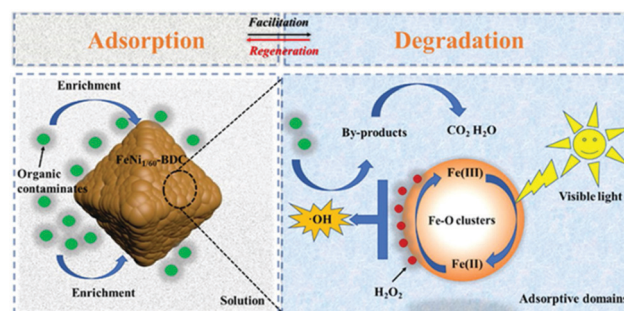 Adsorption
Facilitation
Regeneration
Degradation
Enrichment
FeNi1/60-BDC
Organic
contaminates
Enrichment
Solution
By-products
CO2 H2O
·OH
H2O2
Fe(III)
Fe-O clusters
Fe(II)
Visible light
Adsorptive domains